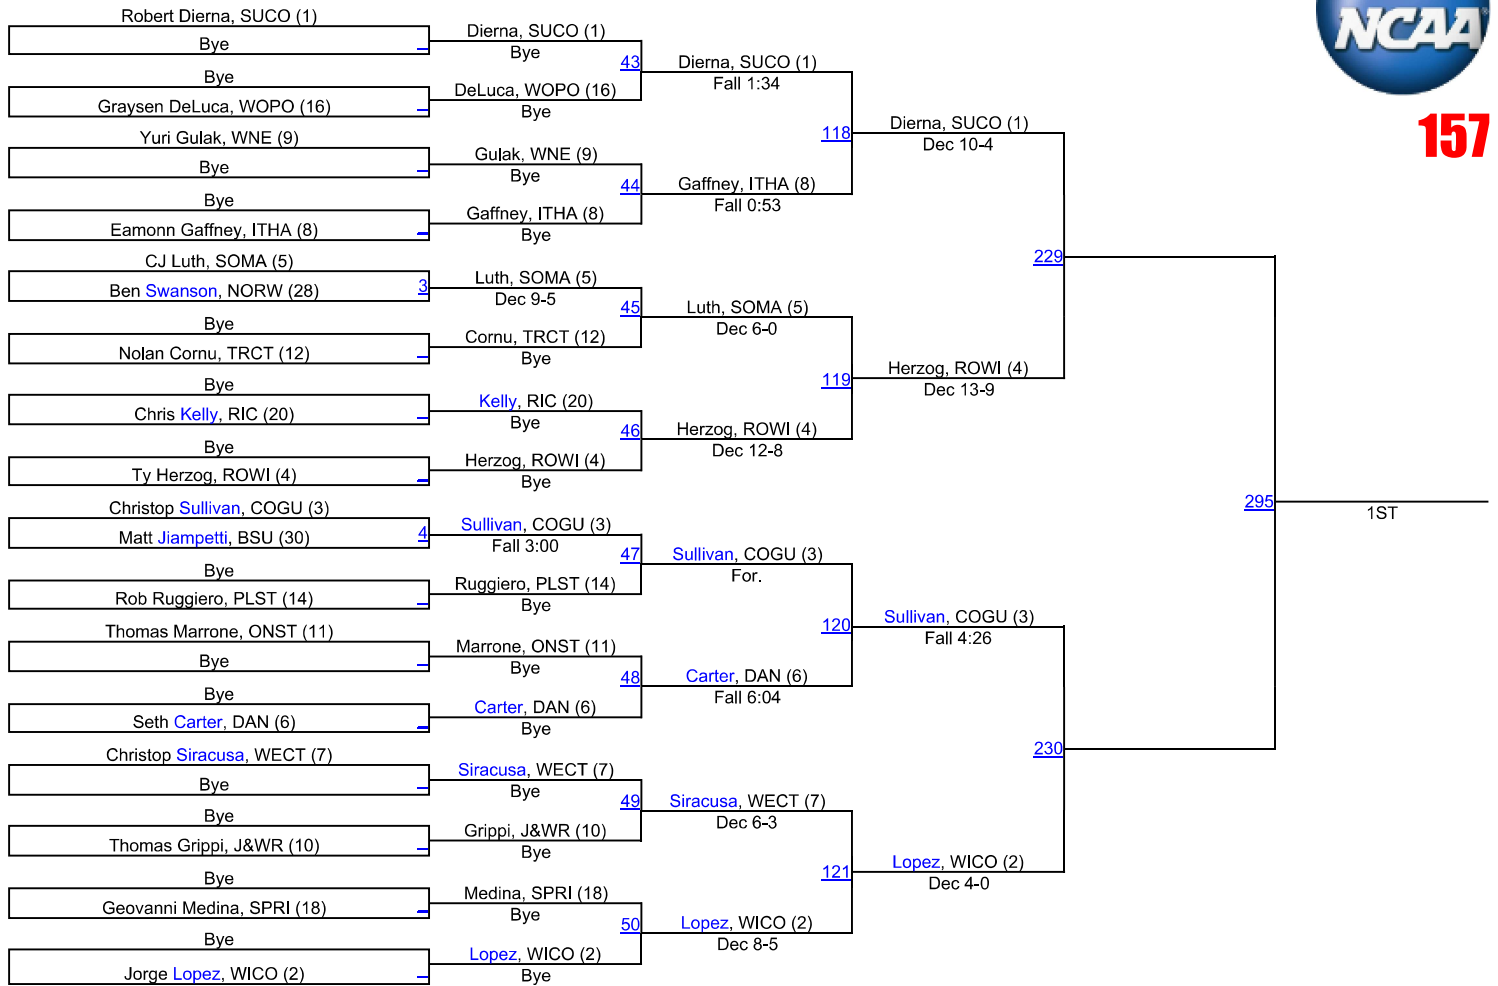 NCAA
157
Robert Dierna, SUCO (1)
Bye
Bye
Graysen DeLuca, WOPO (16)
Yuri Gulak, WNE (9)
Bye
Bye
Eamonn Gaffney, ITHA (8)
CJ Luth, SOMA (5)
Ben Swanson, NORW (28)
3
Bye
Nolan Cornu, TRCT (12)
Bye
Chris Kelly, RIC (20)
Bye
Ty Herzog, ROWI (4)
Christop Sullivan, COGU (3)
Matt Jiampetti, BSU (30)
4
Bye
Rob Ruggiero, PLST (14)
Thomas Marrone, ONST (11)
Bye
Bye
Seth Carter, DAN (6)
Christop Siracusa, WECT (7)
Bye
Bye
Thomas Grippi, J&WR (10)
Bye
Geovanni Medina, SPRI (18)
Bye
Jorge Lopez, WICO (2)
Dierna, SUCO (1)
Bye
43
DeLuca, WOPO (16)
Bye
Gulak, WNE (9)
Bye
44
Gaffney, ITHA (8)
Bye
Luth, SOMA (5)
Dec 9-5
45
Cornu, TRCT (12)
Bye
Kelly, RIC (20)
Bye
46
Herzog, ROWI (4)
Bye
Sullivan, COGU (3)
Fall 3:00
47
Ruggiero, PLST (14)
Bye
Marrone, ONST (11)
Bye
48
Carter, DAN (6)
Bye
Siracusa, WECT (7)
Bye
49
Grippi, J&WR (10)
Bye
Medina, SPRI (18)
Bye
50
Lopez, WICO (2)
Bye
Dierna, SUCO (1)
Fall 1:34
118
Gaffney, ITHA (8)
Fall 0:53
Luth, SOMA (5)
Dec 6-0
119
Herzog, ROWI (4)
Dec 12-8
Sullivan, COGU (3)
For.
120
Carter, DAN (6)
Fall 6:04
Siracusa, WECT (7)
Dec 6-3
121
Lopez, WICO (2)
Dec 8-5
Dierna, SUCO (1)
Dec 10-4
229
Herzog, ROWI (4)
Dec 13-9
Sullivan, COGU (3)
Fall 4:26
230
Lopez, WICO (2)
Dec 4-0
295
1ST